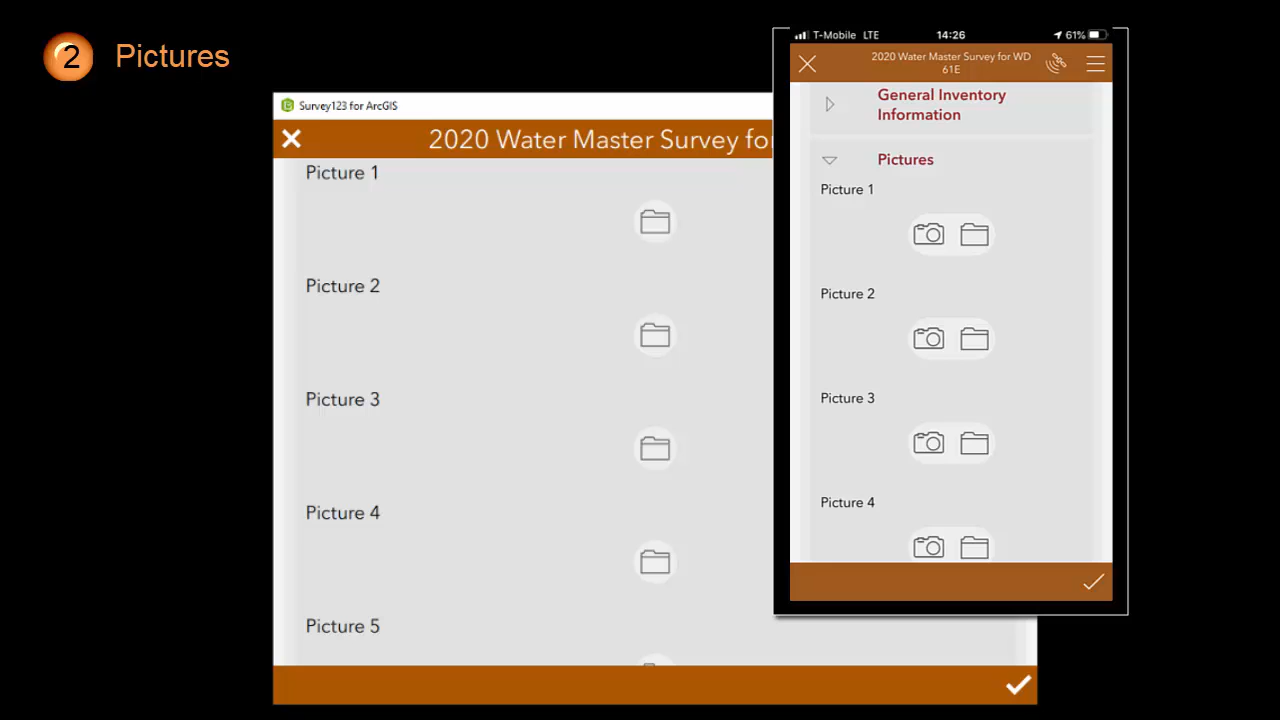 2 Pictures
Survey123 for ArcGIS
2020 Water Master Survey for
Picture 1
Picture 2
Picture 3
Picture 4
Picture 5
T-Mobile LTE 14:26 61%
2020 Water Master Survey for WD
61E
General Inventory
Information
Pictures
Picture 1
Picture 2
Picture 3
Picture 4